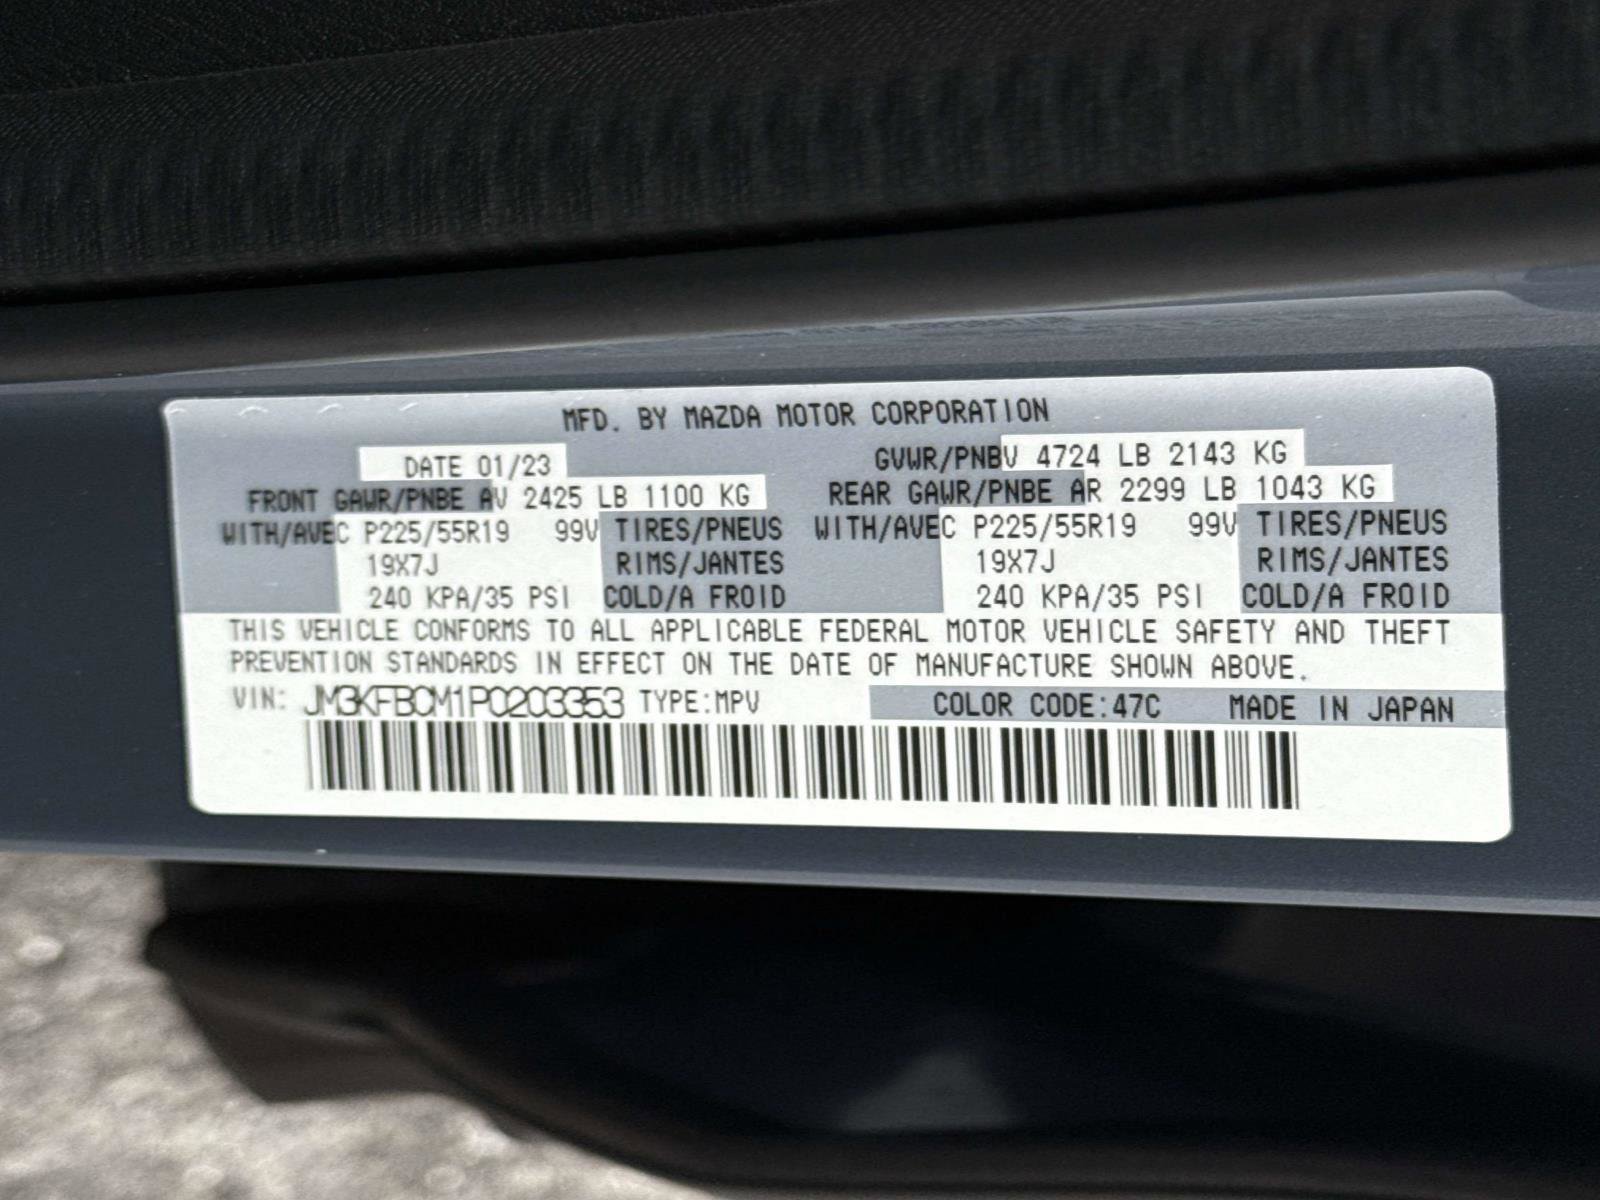 MFD. BY MAZDA MOTOR CORPORATION
DATE 01/23 GVWR/PNBV 4724 LB 2143 KG
FRONT GAWR/PNBE AV 2425 LB 1100 KG REAR GAWR/PNBE AR 2299 LB 1043 KG
WITH/AVEC P225/55R19 99V TIRES/PNEUS WITH/AVEC P225/55R19 99V TIRES/PNEUS
19X7J RIMS/JANTES 19X7J RIMS/JANTES
240 KPA/35 PSI COLD/A FROID 240 KPA/35 PSI COLD/A FROID
THIS VEHICLE CONFORMS TO ALL APPLICABLE FEDERAL MOTOR VEHICLE SAFETY AND THEFT
PREVENTION STANDARDS IN EFFECT ON THE DATE OF MANUFACTURE SHOWN ABOVE.
VIN: JM3KFBCM1P0203353 TYPE:MPV COLOR CODE:47C MADE IN JAPAN